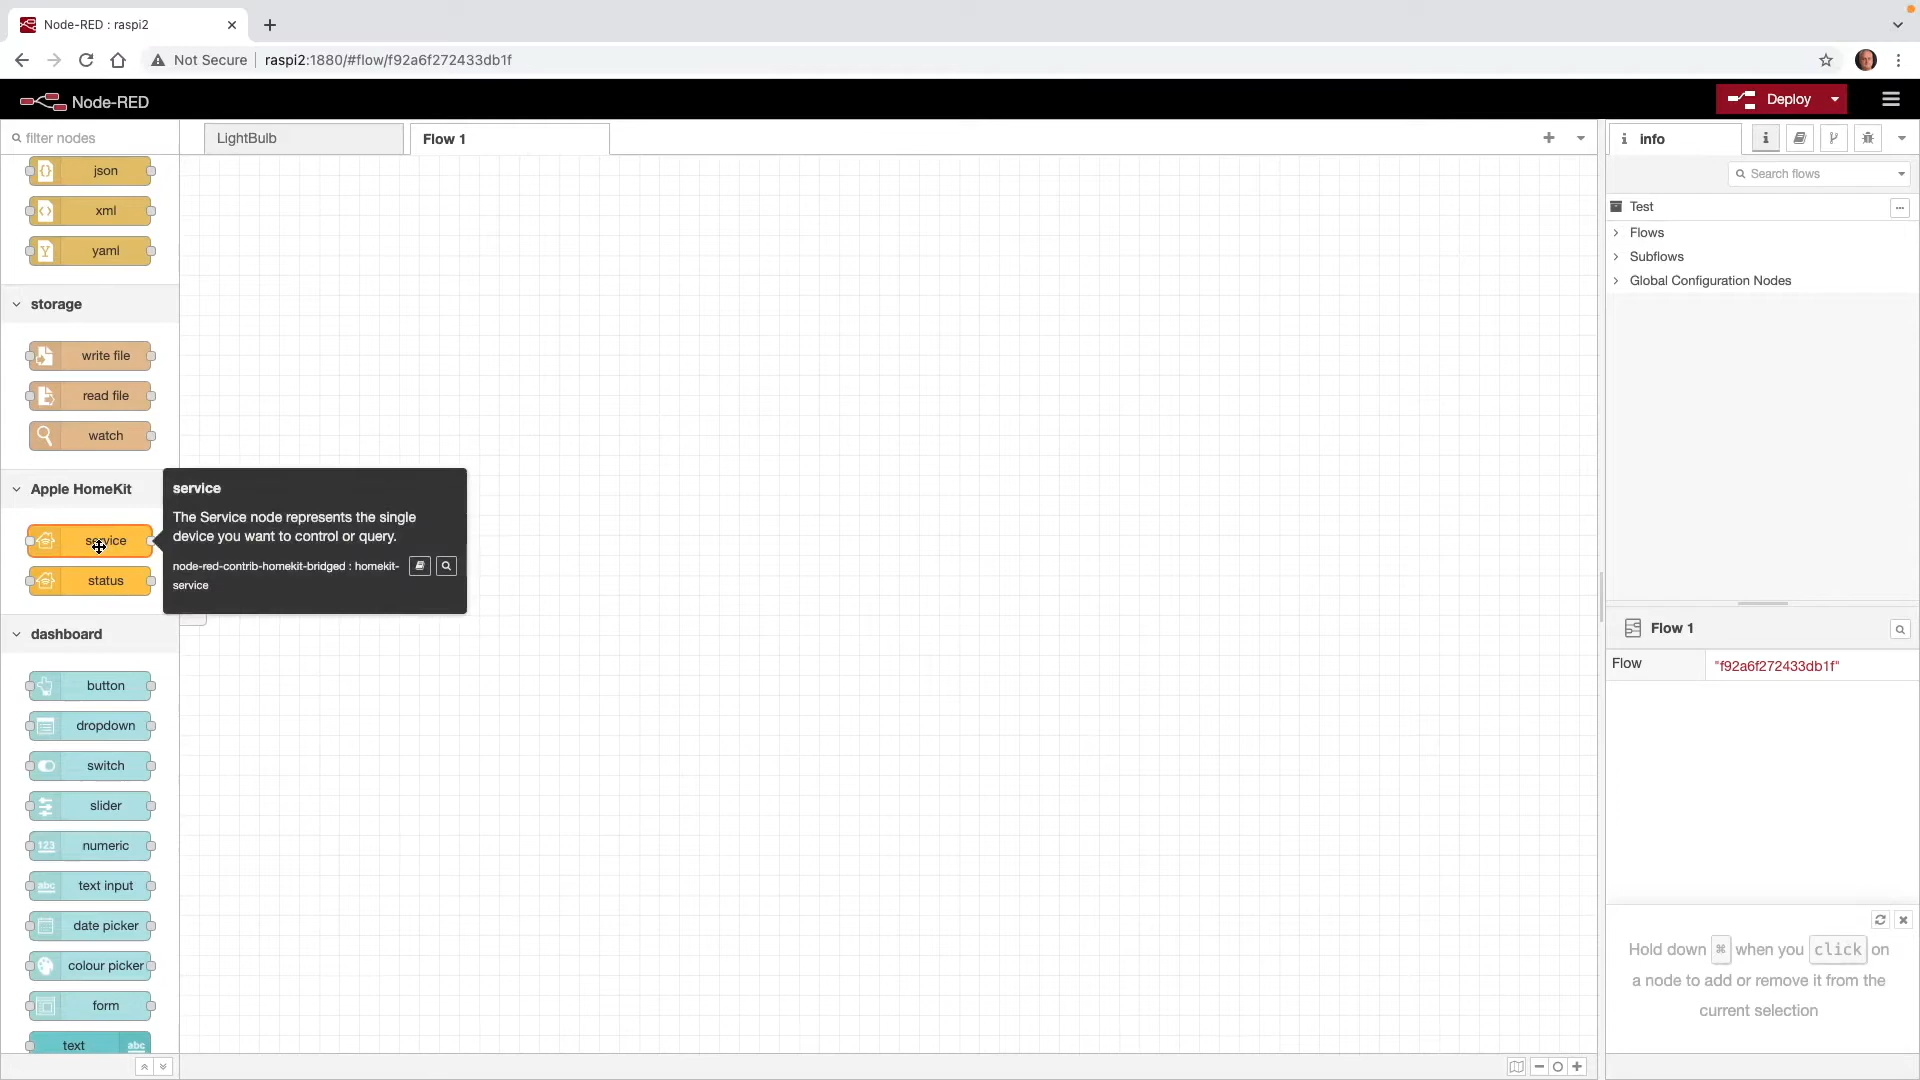 Node-RED : raspi2
Not Secure
raspi2:1880/#flow/f92a6f272433db1f
Node-RED
Deploy
filter nodes
LightBulb
Flow 1
info
Search flows
json
xml
yaml
Test
Flows
Subflows
Global Configuration Nodes
storage
write file
read file
watch
Apple HomeKit
service
status
service
The Service node represents the single
device you want to control or query.
node-red-contrib-homekit-bridged : homekit-
service
dashboard
button
dropdown
switch
slider
123
numeric
abc
text input
date picker
colour picker
form
text
abc
Flow 1
Flow
"f92a6f272433db1f"
Hold down ⌘ when you click on
a node to add or remove it from the
current selection